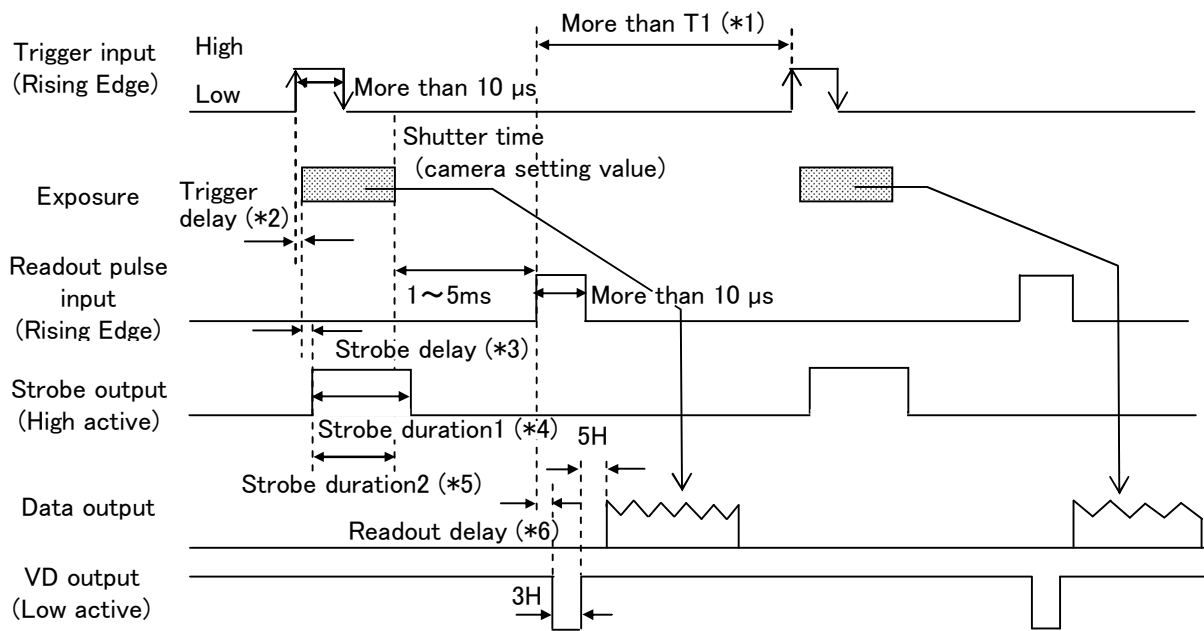 More than T1 (*1)
Trigger input
(Rising Edge)
High
Low
More than 10 μs
Shutter time
(camera setting value)
Exposure
Trigger
delay (*2)
Readout pulse
input
(Rising Edge)
1～5ms
More than 10 μs
Strobe delay (*3)
Strobe output
(High active)
Strobe duration1 (*4)
5H
Strobe duration2 (*5)
Data output
Readout delay (*6)
VD output
(Low active)
3H